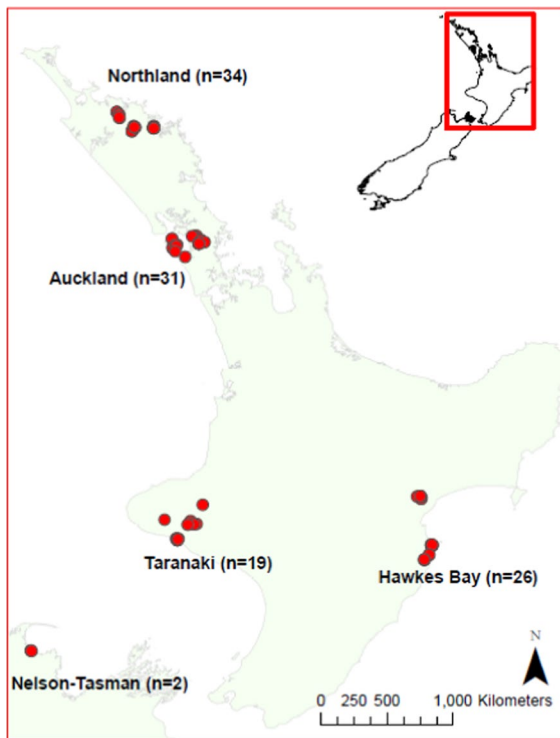 Northland (n=34)
Auckland (n=31)
Taranaki (n=19)
Hawkes Bay (n=26)
Nelson-Tasman (n=2)
N
0 250 500 1,000 Kilometers